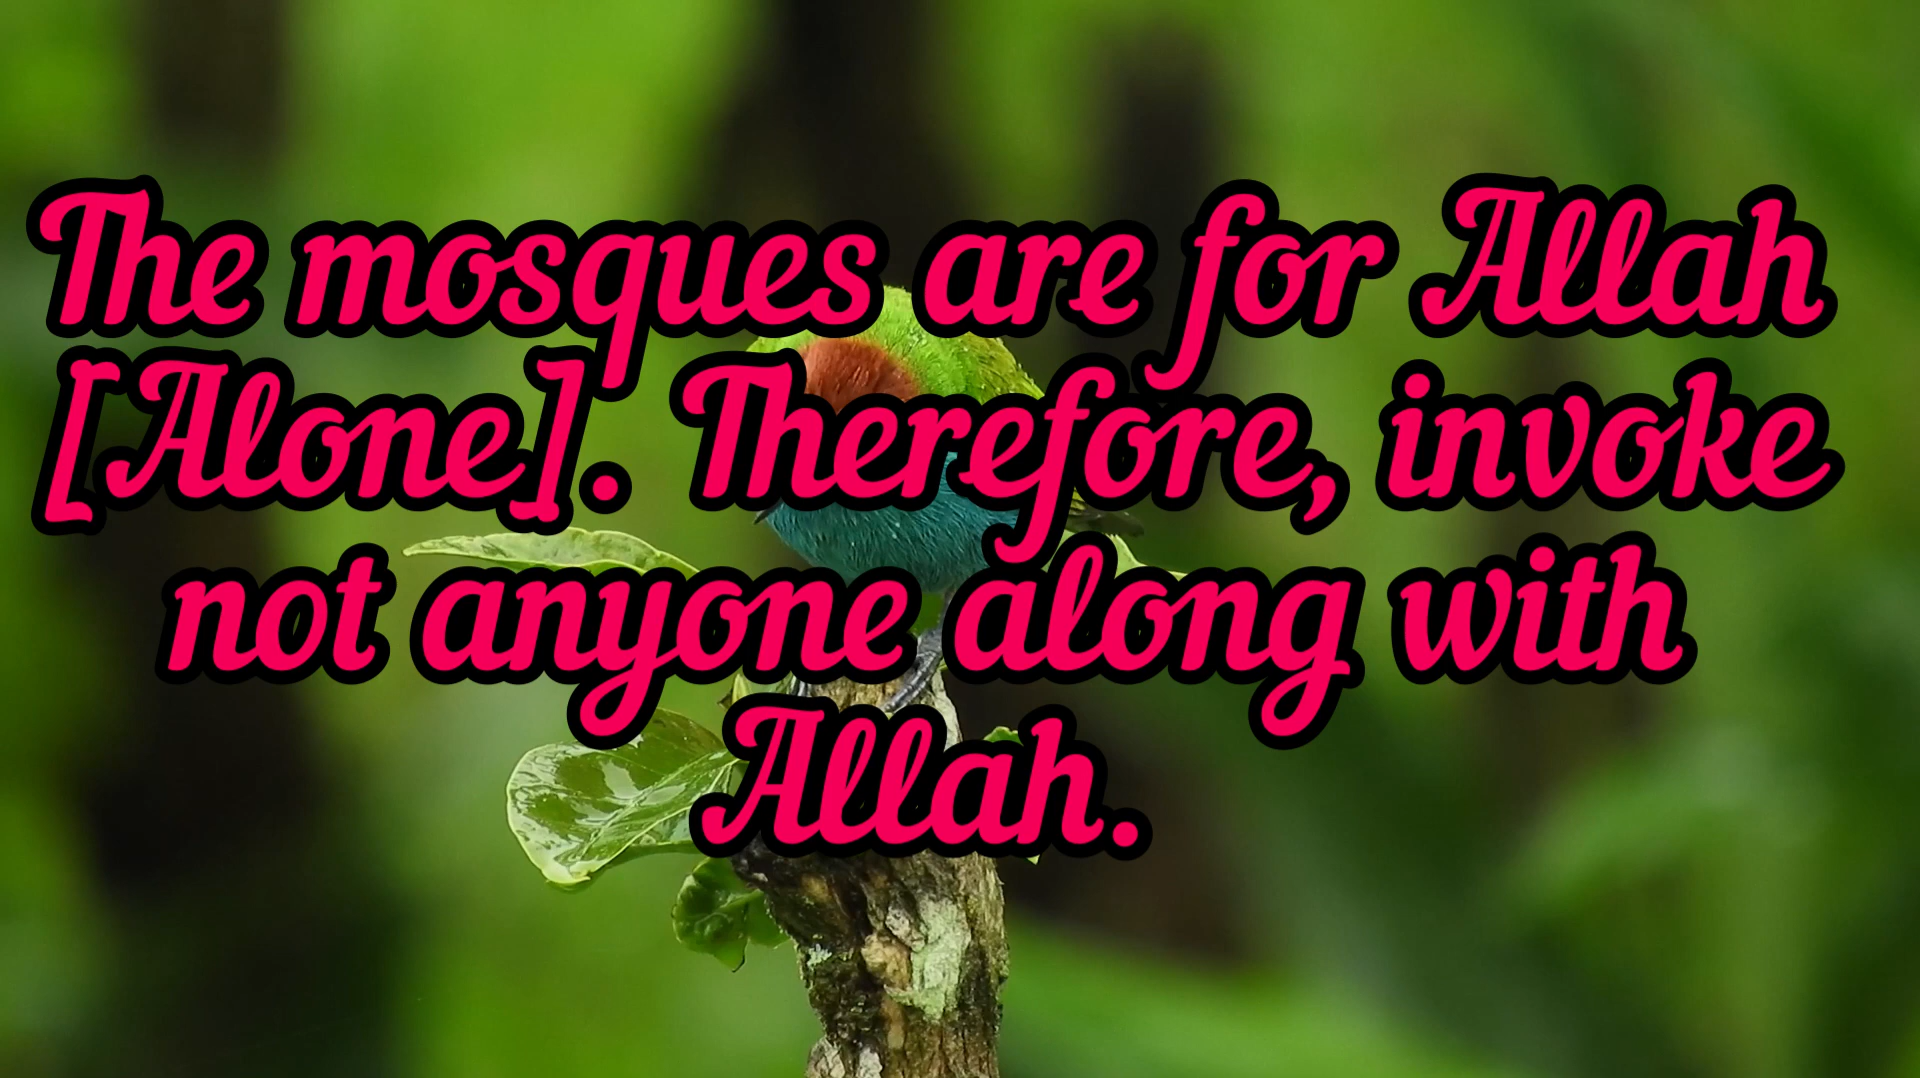 The mosques are for Allah
[Alone]. Therefore, invoke
not anyone along with
Allah.